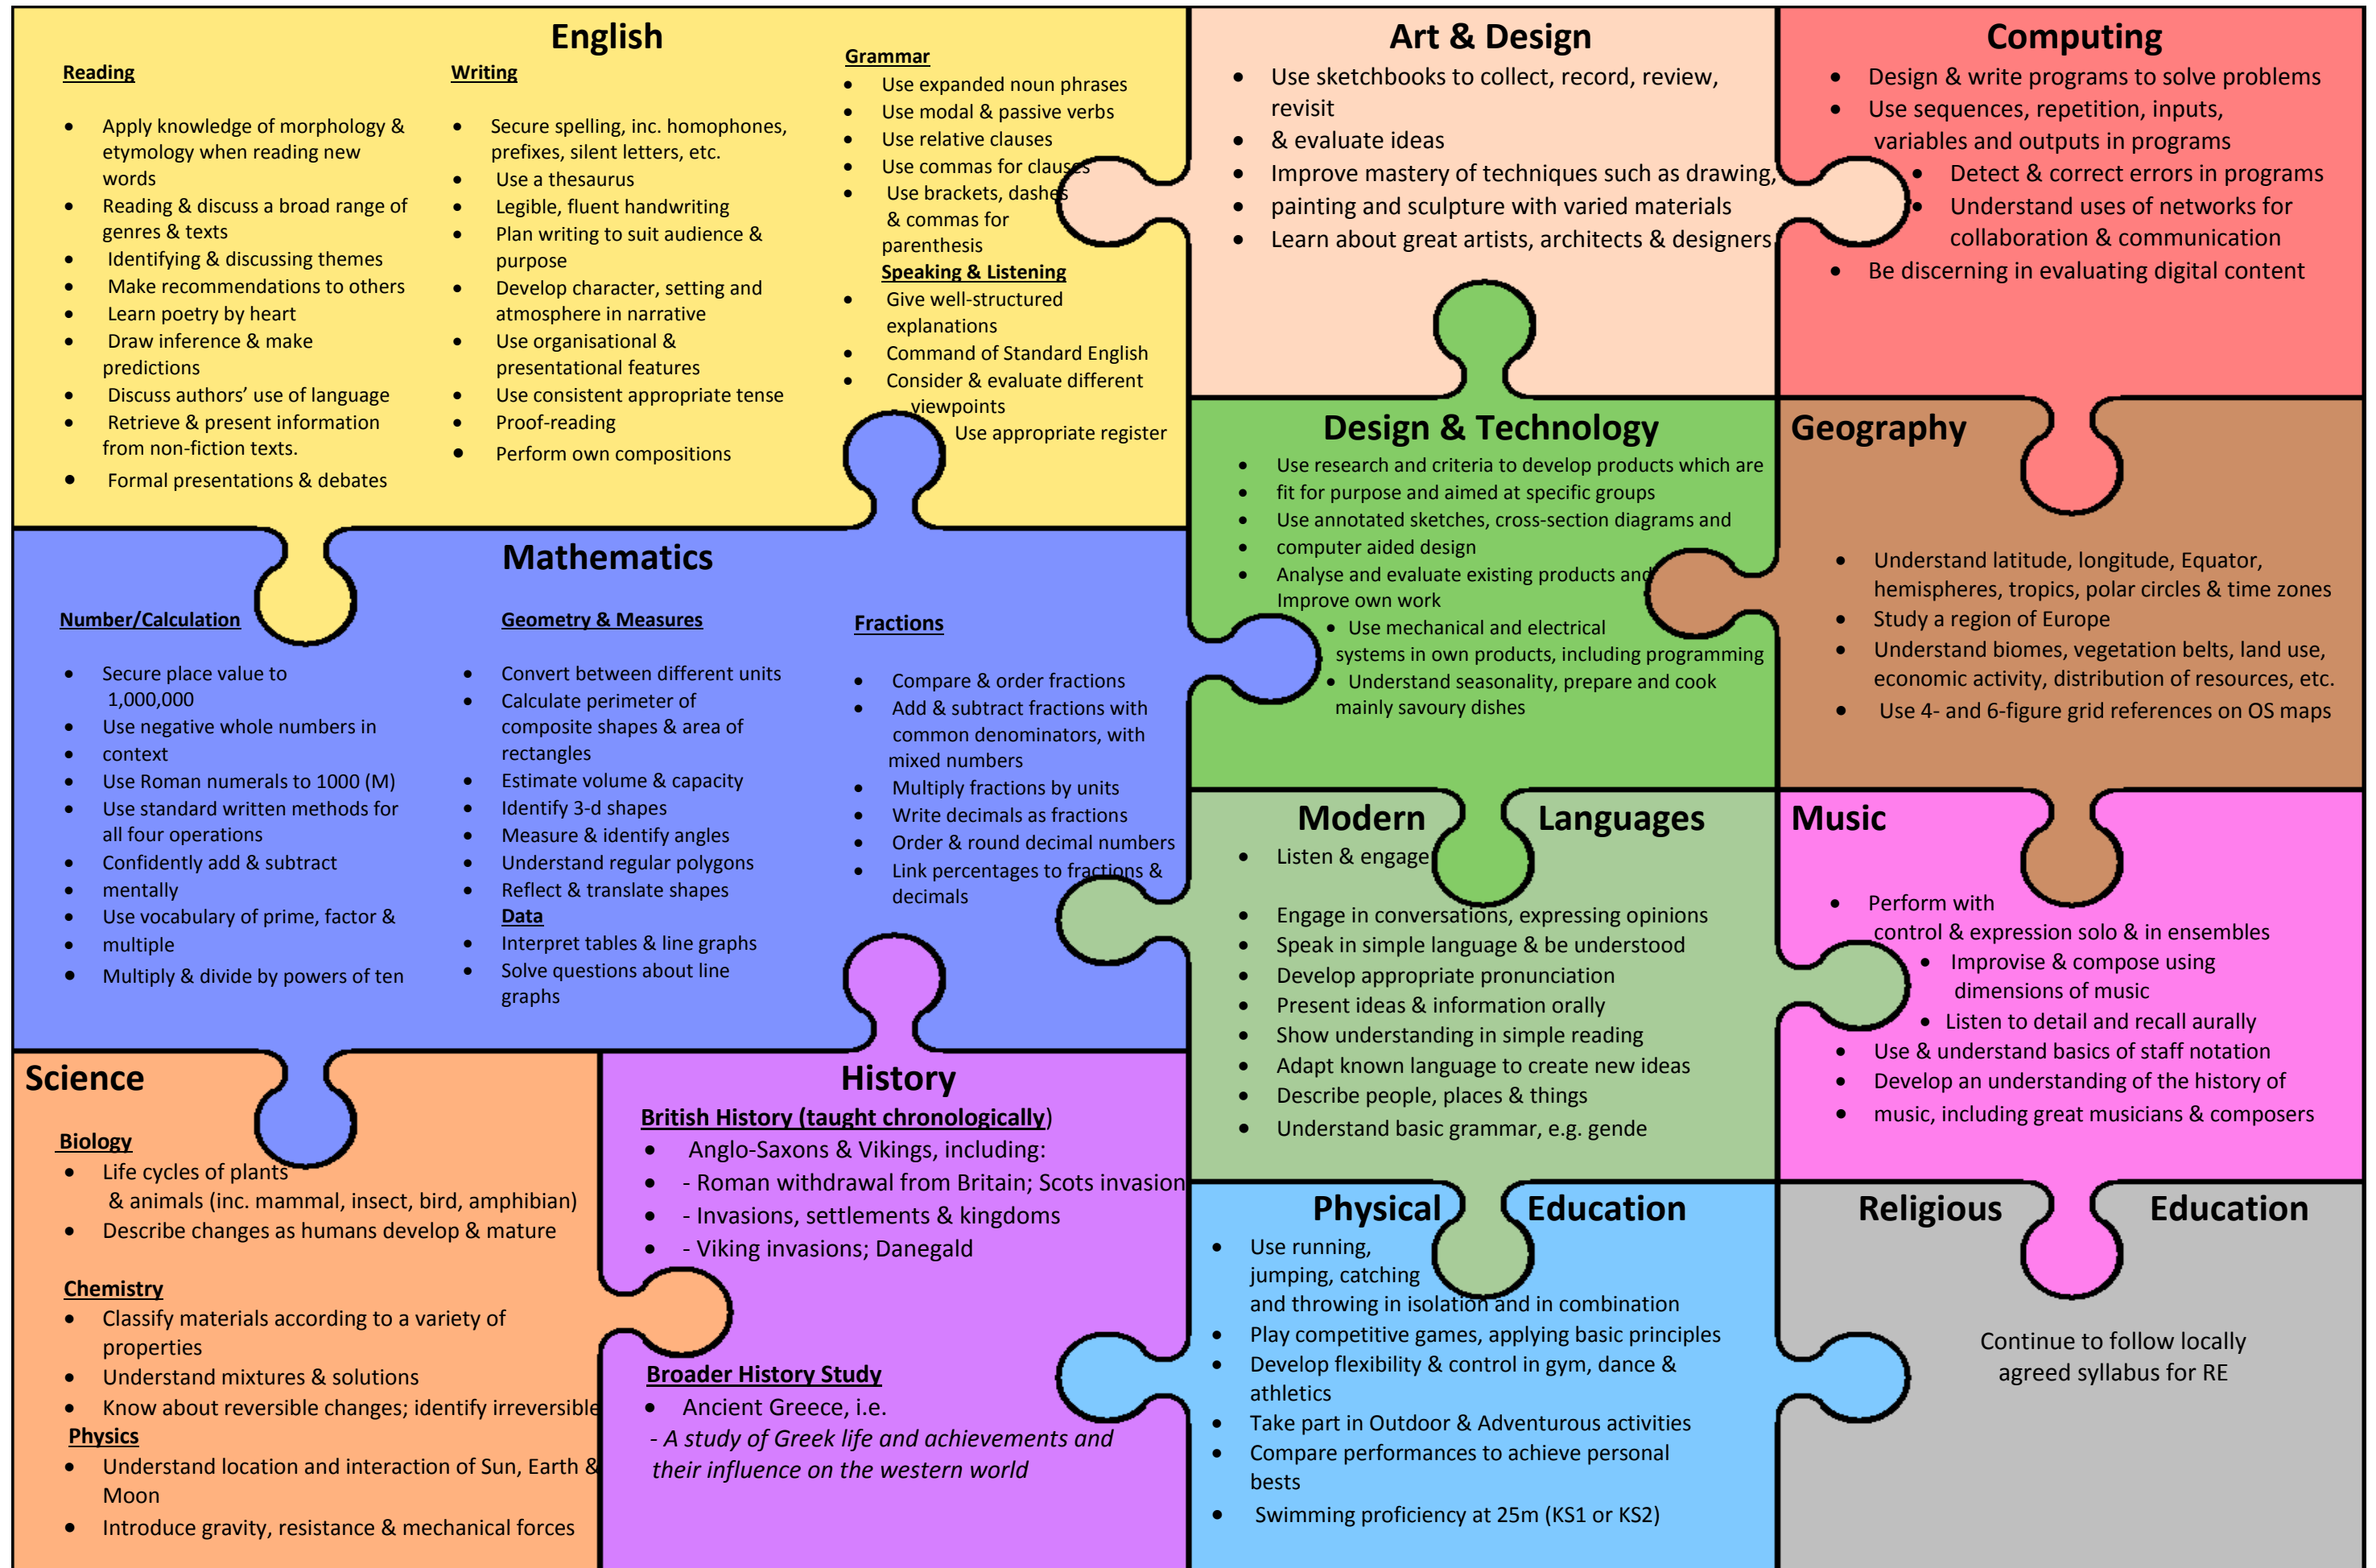 English
Reading
• Apply knowledge of morphology &
etymology when reading new
words
• Reading & discuss a broad range of
genres & texts
• Identifying & discussing themes
• Make recommendations to others
• Learn poetry by heart
• Draw inference & make
predictions
• Discuss authors' use of language
• Retrieve & present information
from non-fiction texts.
• Formal presentations & debates
Writing
• Secure spelling, inc. homophones,
prefixes, silent letters, etc.
• Use a thesaurus
• Legible, fluent handwriting
• Plan writing to suit audience &
purpose
• Develop character, setting and
atmosphere in narrative
• Use organisational &
presentational features
• Use consistent appropriate tense
• Proof-reading
• Perform own compositions
Grammar
• Use expanded noun phrases
• Use modal & passive verbs
• Use relative clauses
• Use commas for clauses
• Use brackets, dashes
& commas for
parenthesis
Speaking & Listening
• Give well-structured
explanations
• Command of Standard English
• Consider & evaluate different
viewpoints
Use appropriate register
Art & Design
• Use sketchbooks to collect, record, review,
revisit
• & evaluate ideas
• Improve mastery of techniques such as drawing,
• painting and sculpture with varied materials
• Learn about great artists, architects & designers
Computing
• Design & write programs to solve problems
• Use sequences, repetition, inputs,
variables and outputs in programs
• Detect & correct errors in programs
• Understand uses of networks for
collaboration & communication
• Be discerning in evaluating digital content
Design & Technology
• Use research and criteria to develop products which are
• fit for purpose and aimed at specific groups
• Use annotated sketches, cross-section diagrams and
• computer aided design
• Analyse and evaluate existing products and
Improve own work
• Use mechanical and electrical
systems in own products, including programming
• Understand seasonality, prepare and cook
mainly savoury dishes
Geography
• Understand latitude, longitude, Equator,
hemispheres, tropics, polar circles & time zones
• Study a region of Europe
• Understand biomes, vegetation belts, land use,
economic activity, distribution of resources, etc.
• Use 4- and 6-figure grid references on OS maps
Mathematics
Number/Calculation
• Secure place value to
1,000,000
• Use negative whole numbers in
• context
• Use Roman numerals to 1000 (M)
• Use standard written methods for
all four operations
• Confidently add & subtract
• mentally
• Use vocabulary of prime, factor &
• multiple
• Multiply & divide by powers of ten
Geometry & Measures
• Convert between different units
• Calculate perimeter of
composite shapes & area of
rectangles
• Estimate volume & capacity
• Identify 3-d shapes
• Measure & identify angles
• Understand regular polygons
• Reflect & translate shapes
Data
• Interpret tables & line graphs
• Solve questions about line
graphs
Fractions
• Compare & order fractions
• Add & subtract fractions with
common denominators, with
mixed numbers
• Multiply fractions by units
• Write decimals as fractions
• Order & round decimal numbers
• Link percentages to fractions &
decimals
Modern Languages
• Listen & engage
• Engage in conversations, expressing opinions
• Speak in simple language & be understood
• Develop appropriate pronunciation
• Present ideas & information orally
• Show understanding in simple reading
• Adapt known language to create new ideas
• Describe people, places & things
• Understand basic grammar, e.g. gende
Music
• Perform with
control & expression solo & in ensembles
• Improvise & compose using
dimensions of music
• Listen to detail and recall aurally
• Use & understand basics of staff notation
• Develop an understanding of the history of
• music, including great musicians & composers
Science
Biology
• Life cycles of plants
& animals (inc. mammal, insect, bird, amphibian)
• Describe changes as humans develop & mature
Chemistry
• Classify materials according to a variety of
properties
• Understand mixtures & solutions
• Know about reversible changes; identify irreversible
Physics
• Understand location and interaction of Sun, Earth &
Moon
• Introduce gravity, resistance & mechanical forces
History
British History (taught chronologically)
• Anglo-Saxons & Vikings, including:
• - Roman withdrawal from Britain; Scots invasion
• - Invasions, settlements & kingdoms
• - Viking invasions; Danegald
Broader History Study
• Ancient Greece, i.e.
- A study of Greek life and achievements and
their influence on the western world
Physical Education
• Use running,
jumping, catching
and throwing in isolation and in combination
• Play competitive games, applying basic principles
• Develop flexibility & control in gym, dance &
athletics
• Take part in Outdoor & Adventurous activities
• Compare performances to achieve personal
bests
• Swimming proficiency at 25m (KS1 or KS2)
Religious Education
Continue to follow locally
agreed syllabus for RE